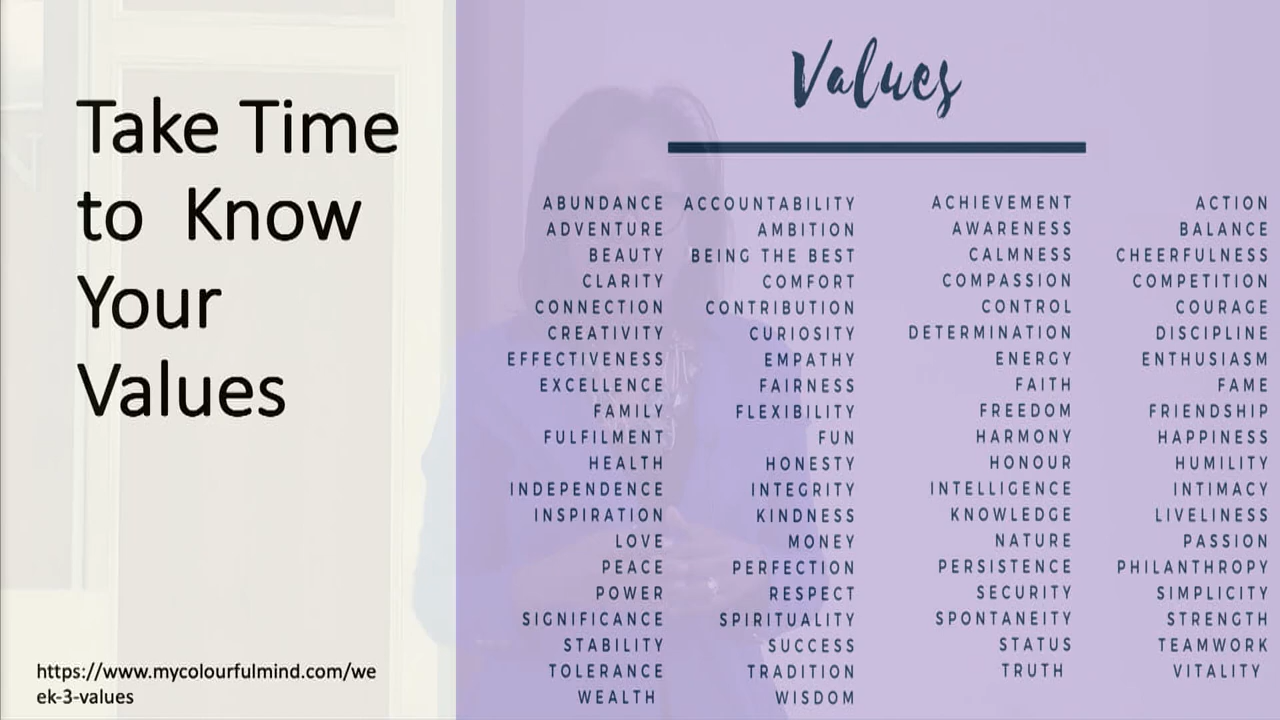 Take Time
to Know
Your
Values
https://www.mycolourfulmind.com/we
ek-3-values
Values
ABUNDANCE ACCOUNTABILITY ACHIEVEMENT ACTION
ADVENTURE AMBITION AWARENESS BALANCE
BEAUTY BEING THE BEST CALMNESS CHEERFULNESS
CLARITY COMFORT COMPASSION COMPETITION
CONNECTION CONTRIBUTION CONTROL COURAGE
CREATIVITY CURIOSITY DETERMINATION DISCIPLINE
EFFECTIVENESS EMPATHY ENERGY ENTHUSIASM
EXCELLENCE FAIRNESS FAITH FAME
FAMILY FLEXIBILITY FREEDOM FRIENDSHIP
FULFILMENT FUN HARMONY HAPPINESS
HEALTH HONESTY HONOUR HUMILITY
INDEPENDENCE INTEGRITY INTELLIGENCE INTIMACY
INSPIRATION KINDNESS KNOWLEDGE LIVELINESS
LOVE MONEY NATURE PASSION
PEACE PERFECTION PERSISTENCE PHILANTHROPY
POWER RESPECT SECURITY SIMPLICITY
SIGNIFICANCE SPIRITUALITY SPONTANEITY STRENGTH
STABILITY SUCCESS STATUS TEAMWORK
TOLERANCE TRADITION TRUTH VITALITY
WEALTH WISDOM